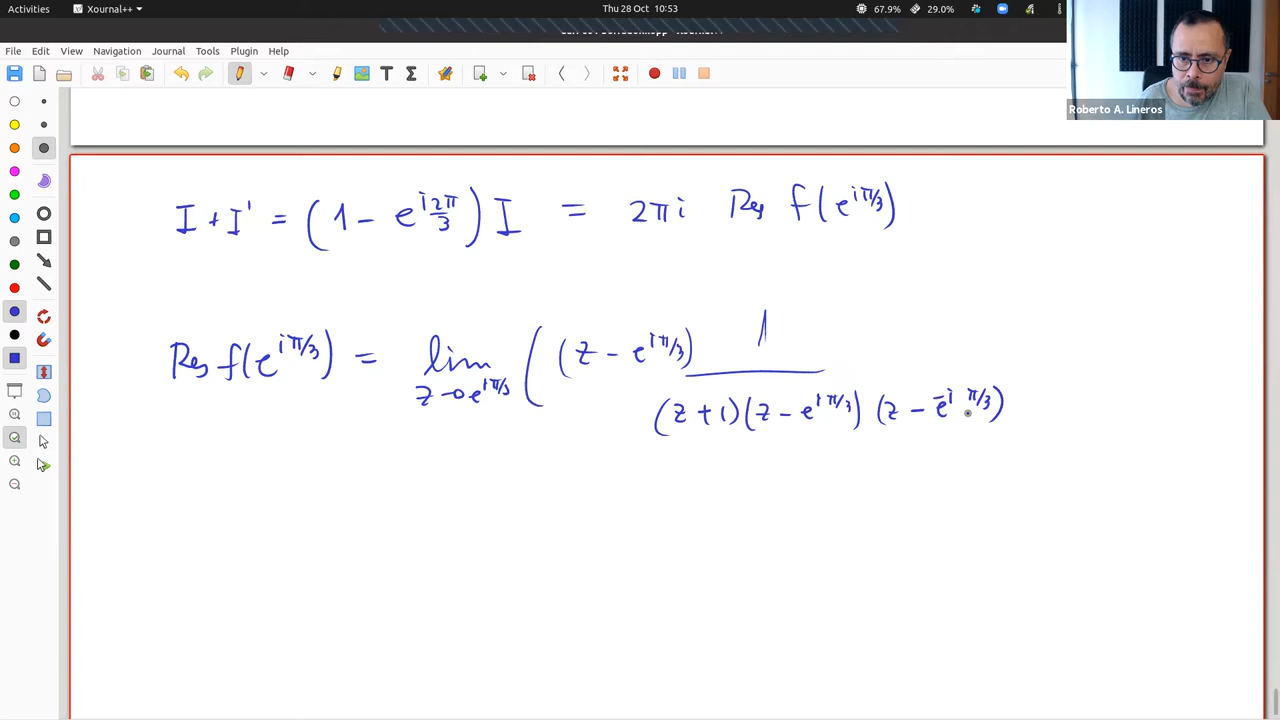 Activities Xournal++ Thu 28 Oct 10:53 67.9% 29.0%
File Edit View Navigation Journal Tools Plugin Help
Roberto A. Lineros
I + I' = (1 - e^{i 2π/3}) I = 2πi Res f(e^{iπ/3})
Res f(e^{iπ/3}) = lim_{z→e^{iπ/3}} ( (z - e^{iπ/3}) 1
(z + 1)(z - e^{iπ/3}) (z - e^{-iπ/3})